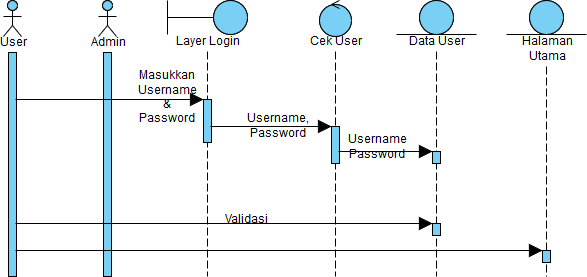 User
Admin
Layer Login
Cek User
Data User
Halaman
Utama
Masukkan
Username
&
Password
Username,
Password
Username
Password
Validasi